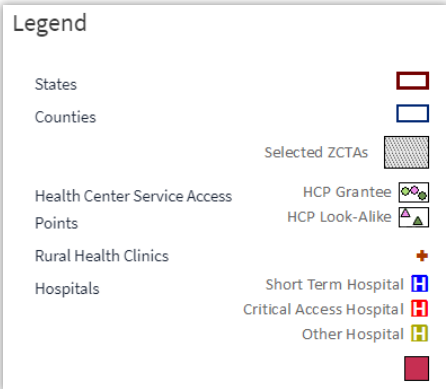 Legend
States
Counties
Selected ZCTAs
Health Center Service Access HCP Grantee
Points HCP Look-Alike
Rural Health Clinics
Hospitals Short Term Hospital H
Critical Access Hospital H
Other Hospital H